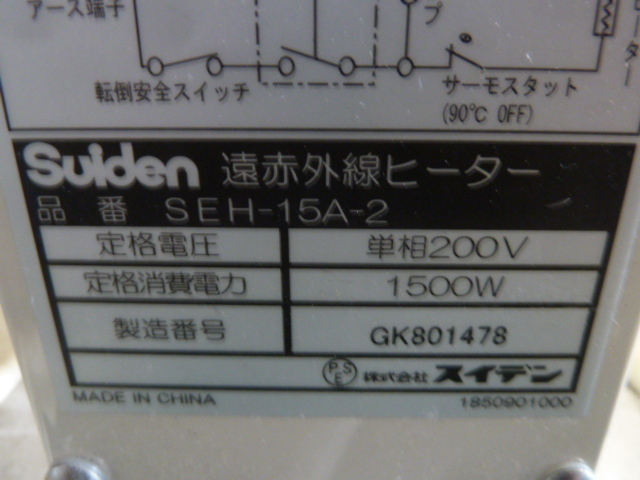 アース端子
プ
ーター
転倒安全スイッチ
サーモスタット
(90℃ OFF)
Suiden 遠赤外線ヒーター
品番 SEH-15A-2
定格電圧 単相200V
定格消費電力 1500W
製造番号 GK801478
PSE 株式会社 スイデン
MADE IN CHINA 1850901000